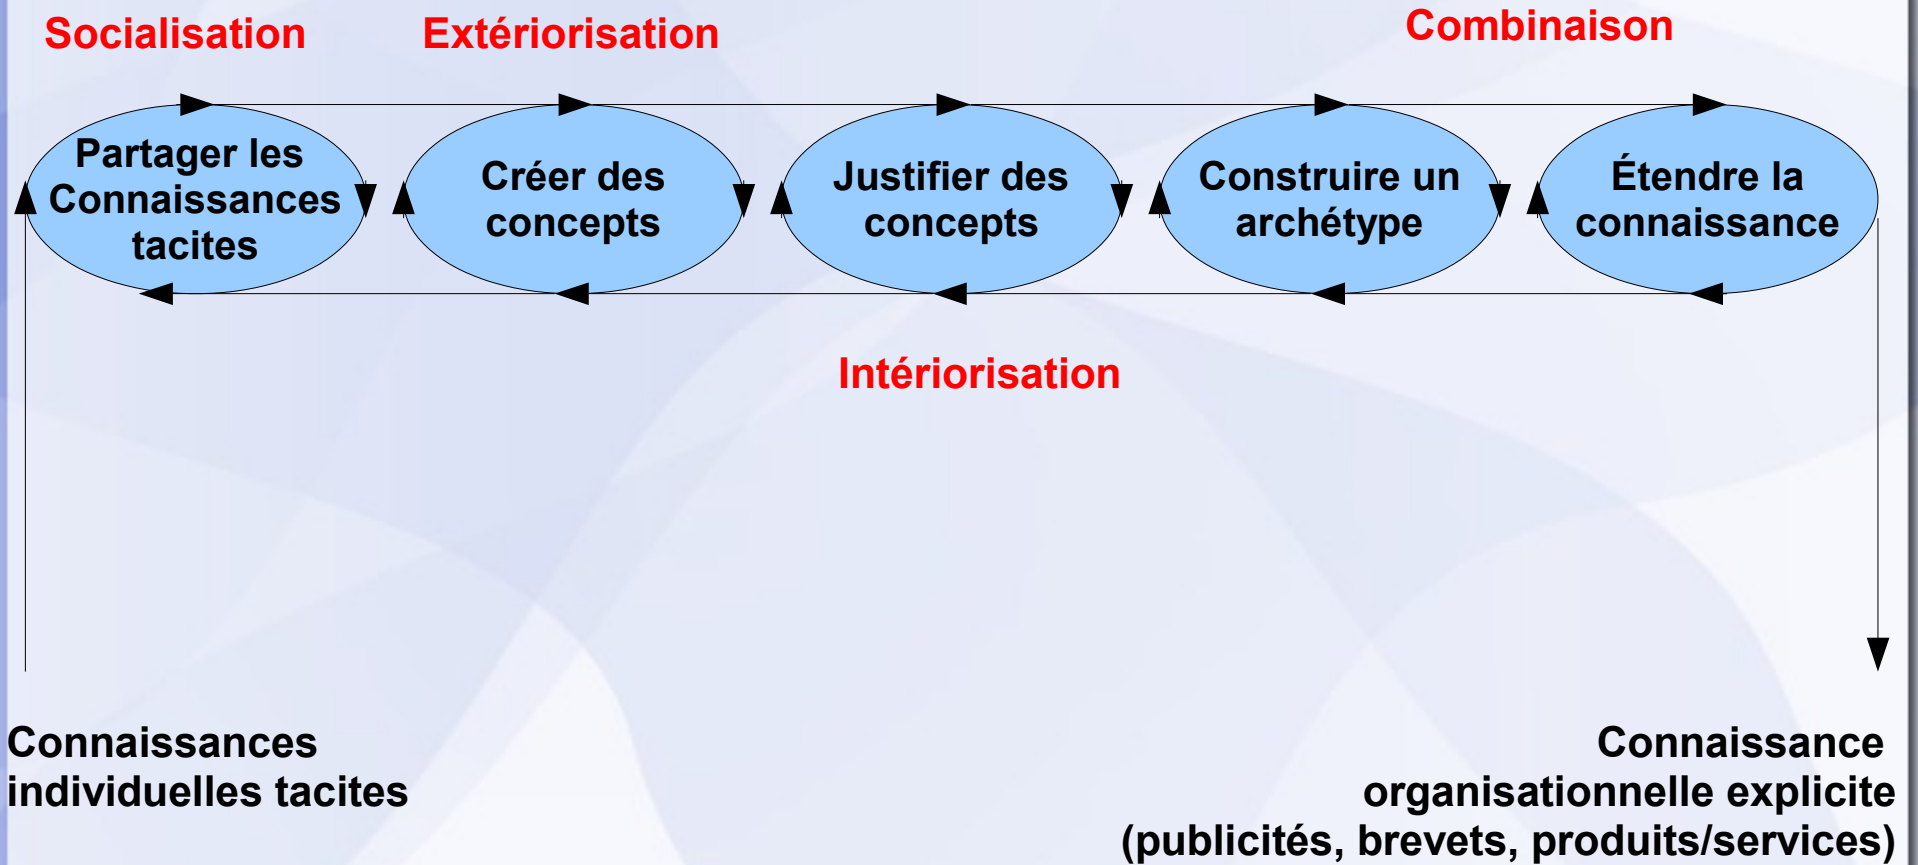 Socialisation
Extériorisation
Combinaison
Partager les
Connaissances
tacites
Créer des
concepts
Justifier des
concepts
Construire un
archétype
Étendre la
connaissance
Intériorisation
Connaissances
individuelles tacites
Connaissance
organisationnelle explicite
(publicités, brevets, produits/services)